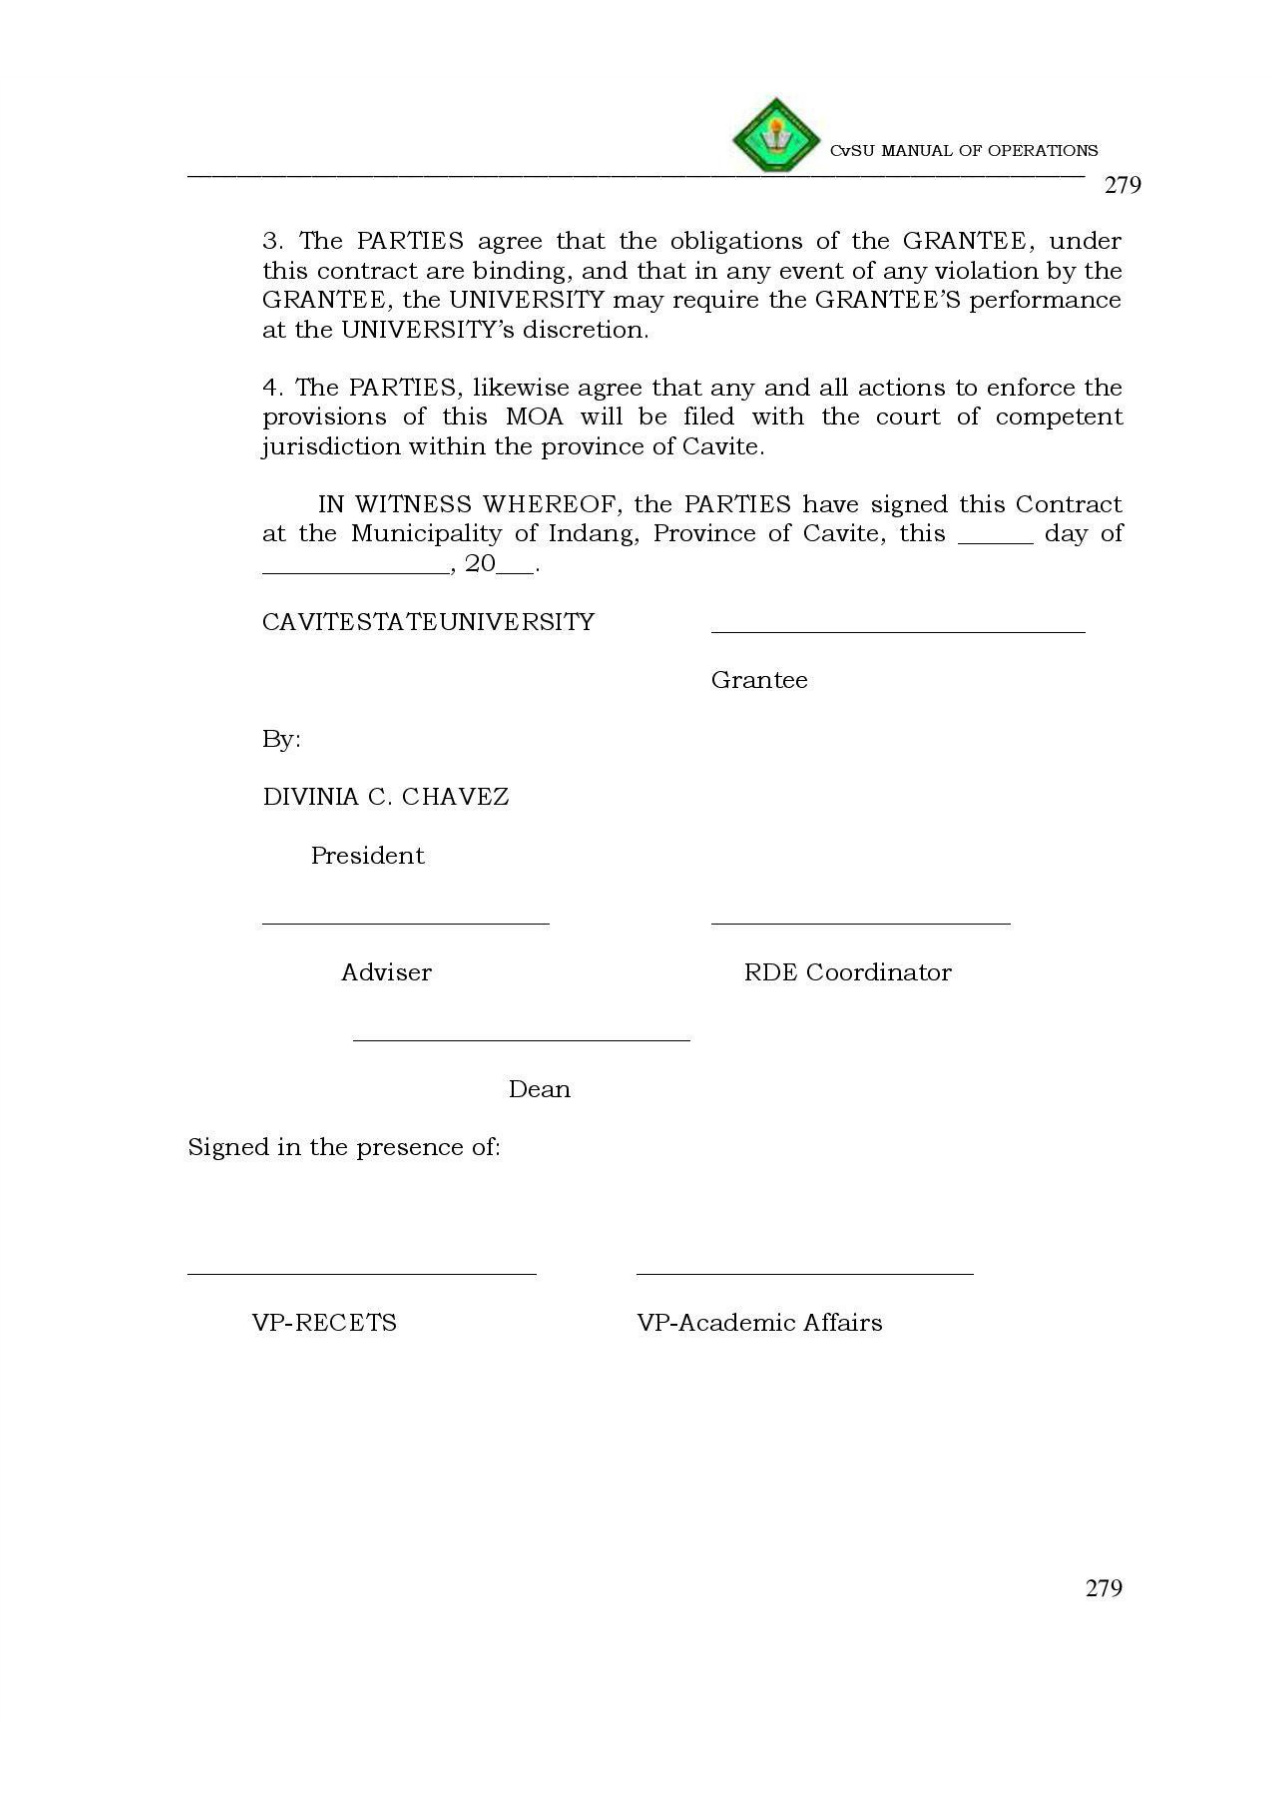 CvSU MANUAL OF OPERATIONS
279
3. The PARTIES agree that the obligations of the GRANTEE, under
this contract are binding, and that in any event of any violation by the
GRANTEE, the UNIVERSITY may require the GRANTEE'S performance
at the UNIVERSITY's discretion.
4. The PARTIES, likewise agree that any and all actions to enforce the
provisions of this MOA will be filed with the court of competent
jurisdiction within the province of Cavite.
IN WITNESS WHEREOF, the PARTIES have signed this Contract
at the Municipality of Indang, Province of Cavite, this ______ day of
_______________, 20___.
CAVITESTATEUNIVERSITY ______________________________
Grantee
By:
DIVINIA C. CHAVEZ
President
_______________________ ________________________
Adviser RDE Coordinator
___________________________
Dean
Signed in the presence of:
____________________________ ___________________________
VP-RECETS VP-Academic Affairs
279